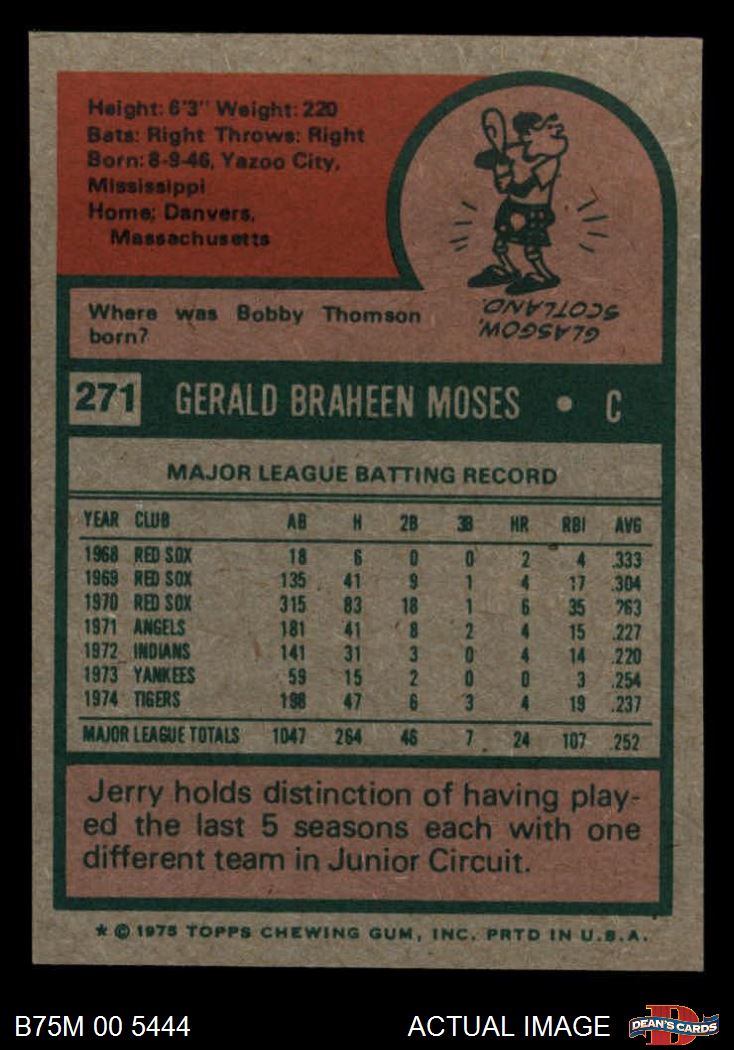 Height: 6'3" Weight: 220
Bats: Right Throws: Right
Born: 8-9-46, Yazoo City,
Mississippi
Home: Danvers,
Massachusetts
Where was Bobby Thomson
born?
GLASGOW,
SCOTLAND.
271 GERALD BRAHEEN MOSES • C
MAJOR LEAGUE BATTING RECORD
YEAR CLUB AB H 2B 3B HR RBI AVG
1968 RED SOX 18 6 0 0 2 4 .333
1969 RED SOX 135 41 9 1 4 17 .304
1970 RED SOX 315 83 18 1 6 35 .263
1971 ANGELS 181 41 8 2 4 15 .227
1972 INDIANS 141 31 3 0 4 14 .220
1973 YANKEES 59 15 2 0 0 3 .254
1974 TIGERS 198 47 6 3 4 19 .237
MAJOR LEAGUE TOTALS 1047 264 46 7 24 107 .252
Jerry holds distinction of having play-
ed the last 5 seasons each with one
different team in Junior Circuit.
* © 1975 TOPPS CHEWING GUM, INC. PRTD IN U.S.A.
B75M 00 5444 ACTUAL IMAGE DEAN'S CARDS